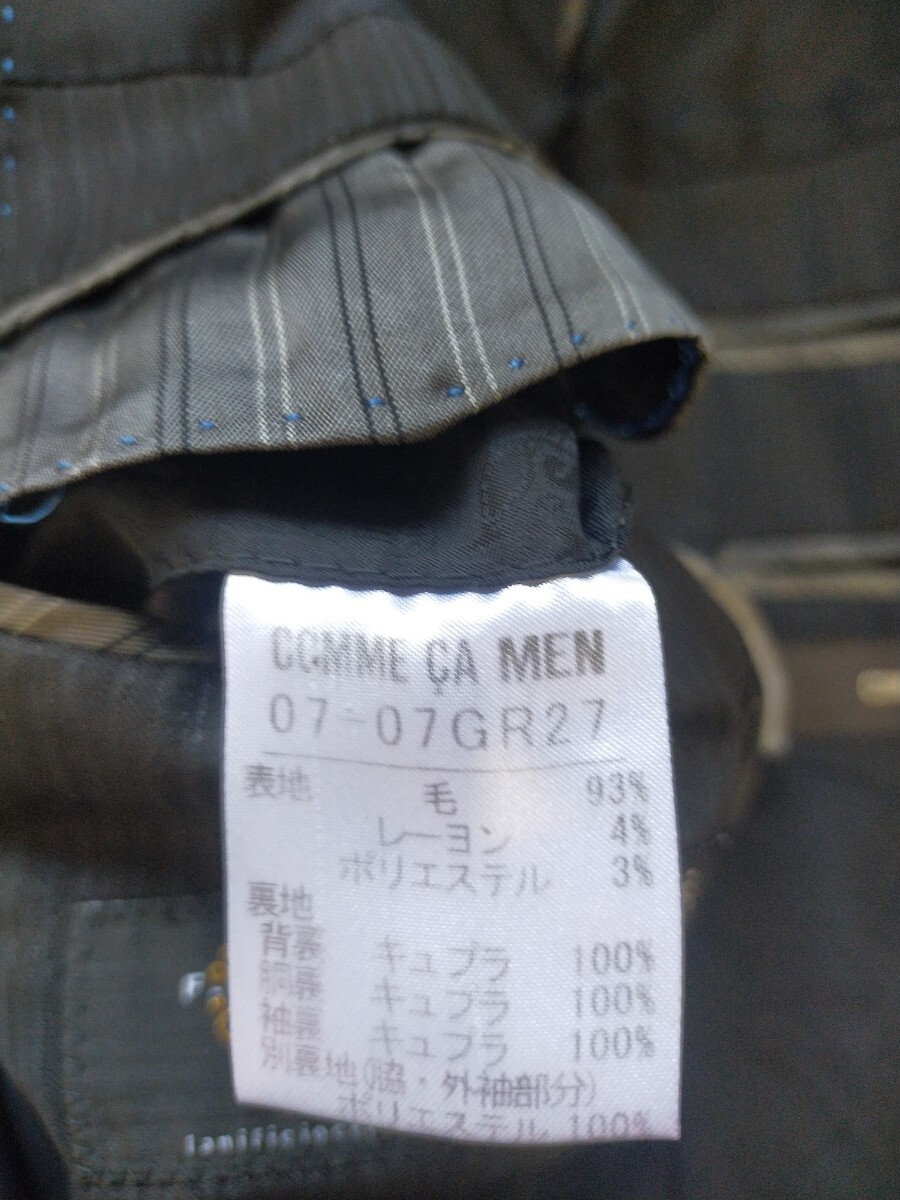 COMME ÇA MEN
07-07GR27
表地 毛 93%
レーヨン 4%
ポリエステル 3%
裏地
背裏 キュプラ 100%
胴裏 キュプラ 100%
袖裏 キュプラ 100%
別裏地(脇・外袖部分)
ポリエステル 100%
lanificio